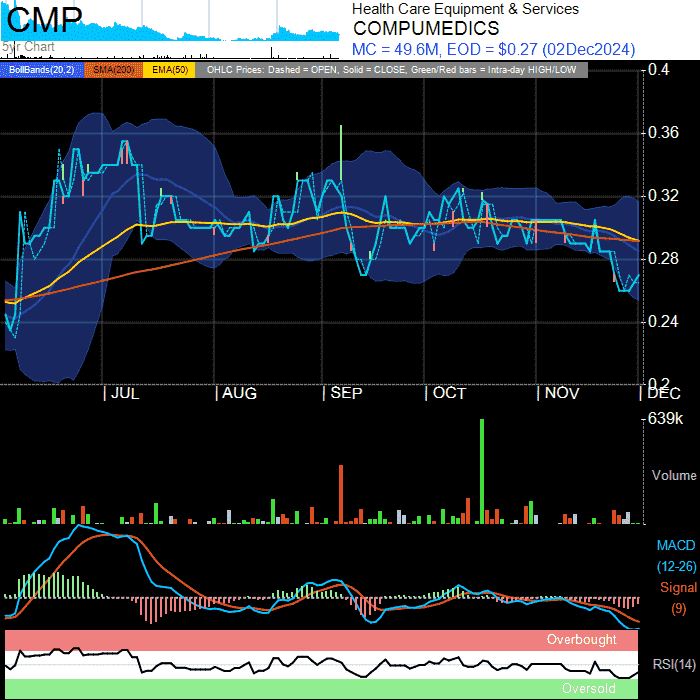 CMP
5yr Chart
Health Care Equipment & Services
COMPUMEDICS
MC = 49.6M, EOD = $0.27 (02Dec2024)
BollBands(20,2) SMA(200) EMA(50) OHLC Prices: Dashed = OPEN, Solid = CLOSE, Green/Red bars = Intra-day HIGH/LOW
0.4
0.36
0.32
0.28
0.24
0.2
JUL AUG SEP OCT NOV DEC
639k
Volume
MACD
(12-26)
Signal
(9)
Overbought
RSI(14)
Oversold